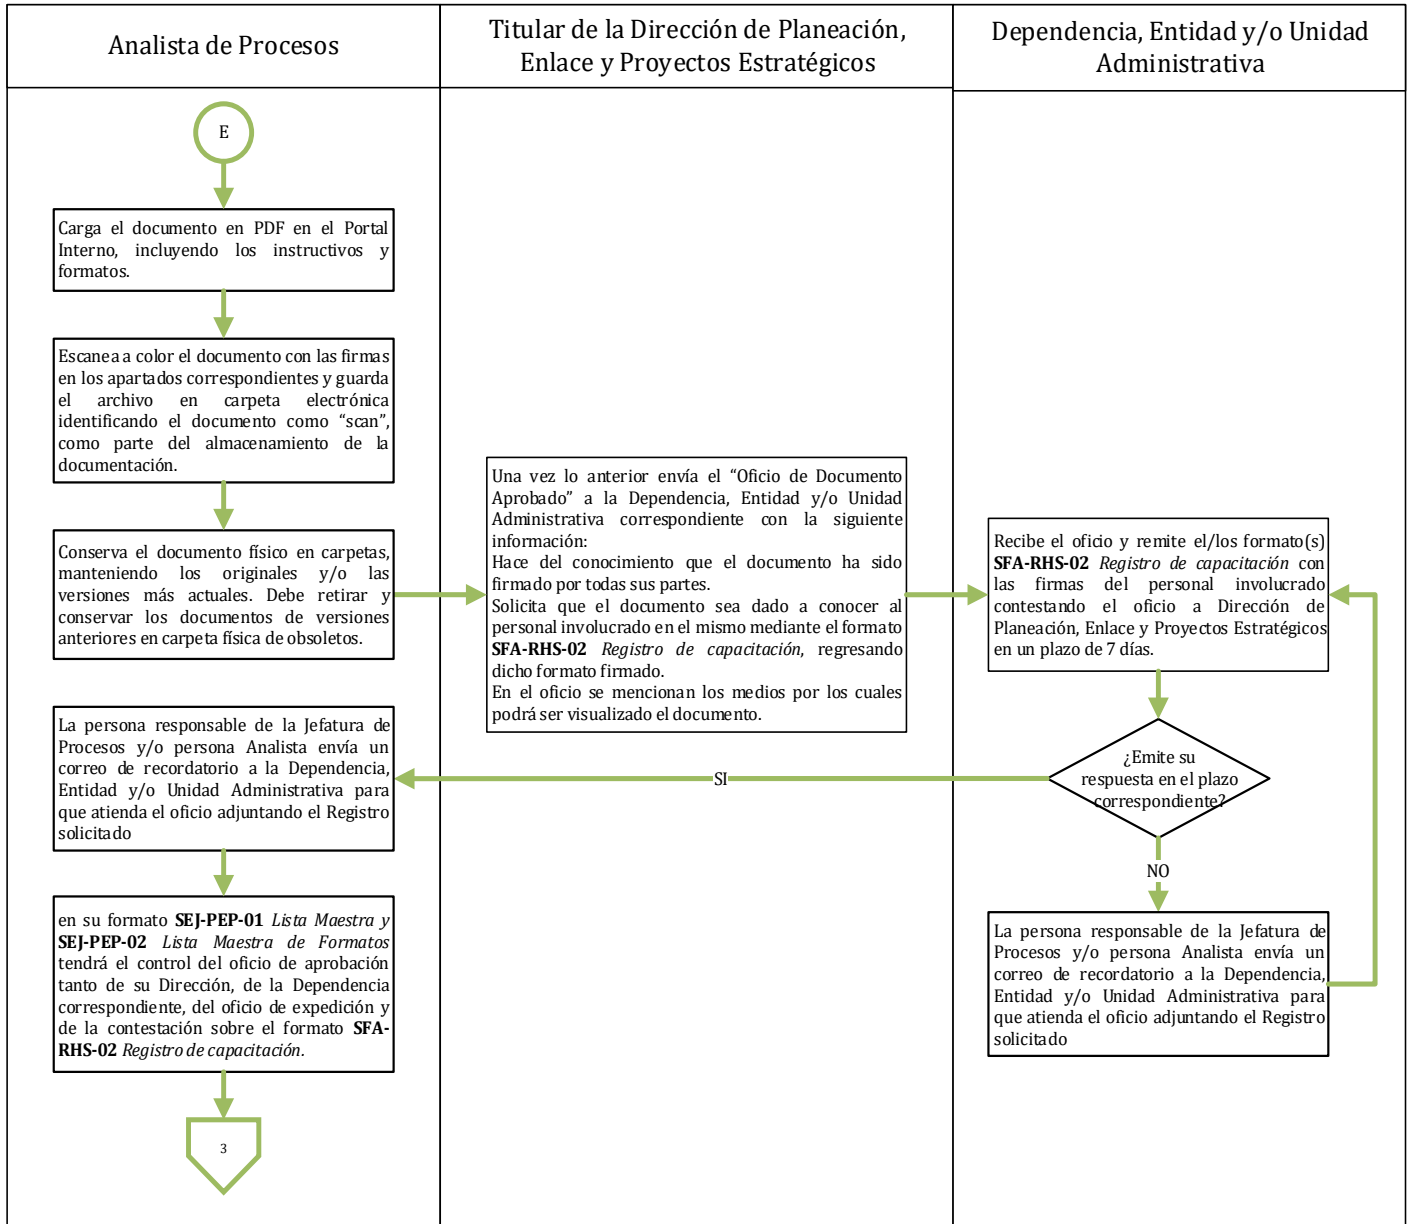 Analista de Procesos
Titular de la Dirección de Planeación,
Enlace y Proyectos Estratégicos
Dependencia, Entidad y/o Unidad
Administrativa
E
Carga el documento en PDF en el Portal
Interno, incluyendo los instructivos y
formatos.
Escanea a color el documento con las firmas
en los apartados correspondientes y guarda
el archivo en carpeta electrónica
identificando el documento como “scan”,
como parte del almacenamiento de la
documentación.
Conserva el documento físico en carpetas,
manteniendo los originales y/o las
versiones más actuales. Debe retirar y
conservar los documentos de versiones
anteriores en carpeta física de obsoletos.
Una vez lo anterior envía el “Oficio de Documento
Aprobado” a la Dependencia, Entidad y/o Unidad
Administrativa correspondiente con la siguiente
información:
Hace del conocimiento que el documento ha sido
firmado por todas sus partes.
Solicita que el documento sea dado a conocer al
personal involucrado en el mismo mediante el formato
SFA-RHS-02 Registro de capacitación, regresando
dicho formato firmado.
En el oficio se mencionan los medios por los cuales
podrá ser visualizado el documento.
Recibe el oficio y remite el/los formato(s)
SFA-RHS-02 Registro de capacitación con
las firmas del personal involucrado
contestando el oficio a Dirección de
Planeación, Enlace y Proyectos Estratégicos
en un plazo de 7 días.
¿Emite su
respuesta en el plazo
correspondiente?
SI
NO
La persona responsable de la Jefatura de
Procesos y/o persona Analista envía un
correo de recordatorio a la Dependencia,
Entidad y/o Unidad Administrativa para
que atienda el oficio adjuntando el Registro
solicitado
La persona responsable de la Jefatura de
Procesos y/o persona Analista envía un
correo de recordatorio a la Dependencia,
Entidad y/o Unidad Administrativa para
que atienda el oficio adjuntando el Registro
solicitado
en su formato SEJ-PEP-01 Lista Maestra y
SEJ-PEP-02 Lista Maestra de Formatos
tendrá el control del oficio de aprobación
tanto de su Dirección, de la Dependencia
correspondiente, del oficio de expedición y
de la contestación sobre el formato SFA-
RHS-02 Registro de capacitación.
3